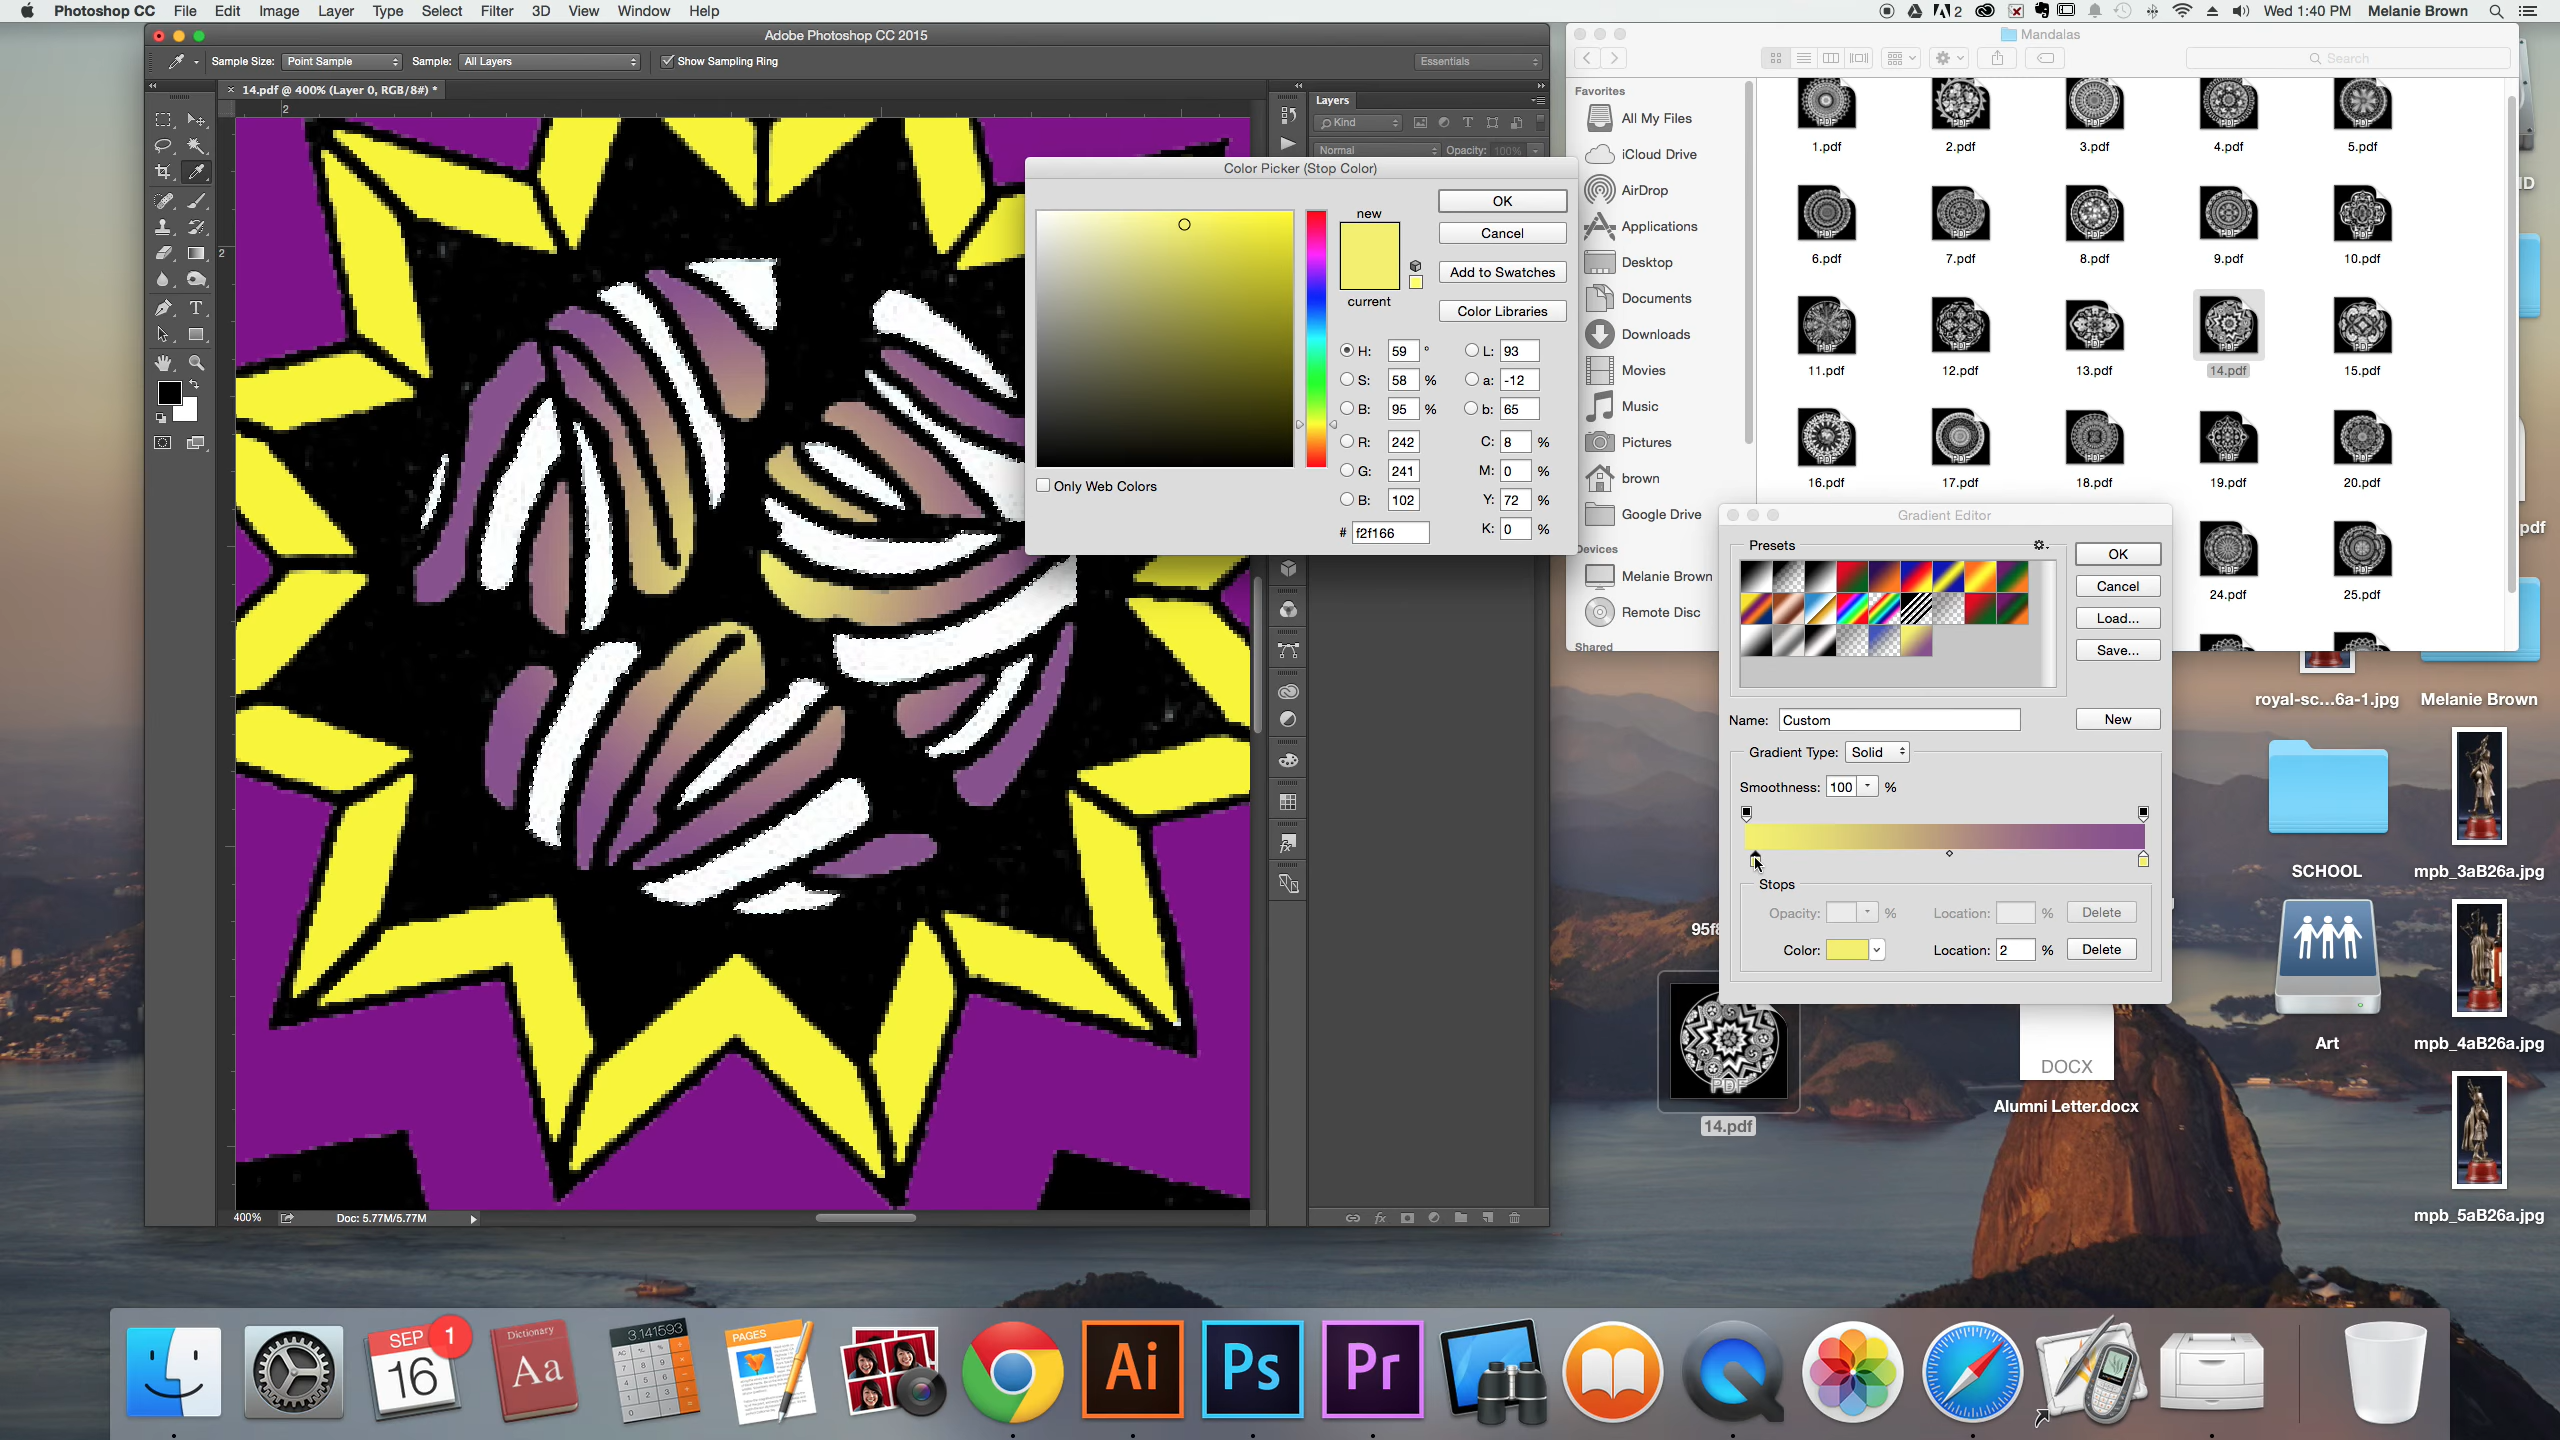 Photoshop CC File Edit Image Layer Type Select Filter 3D View Window Help
2 Wed 1:40 PM Melanie Brown
Adobe Photoshop CC 2015
Sample Size: Point Sample Sample: All Layers Show Sampling Ring Essentials
14.pdf @ 400% (Layer 0, RGB/8#) *
2
2
Layers
Kind
Normal Opacity: 100%
Color Picker (Stop Color)
new
current
OK
Cancel
Add to Swatches
Color Libraries
H: 59 ° L: 93
S: 58 % a: -12
B: 95 % b: 65
R: 242 C: 8 %
G: 241 M: 0 %
B: 102 Y: 72 %
# f2f166 K: 0 %
Only Web Colors
400% Doc: 5.77M/5.77M
Mandalas
Search
Favorites
All My Files
iCloud Drive
AirDrop
Applications
Desktop
Documents
Downloads
Movies
Music
Pictures
brown
Google Drive
Devices
Melanie Brown
Remote Disc
Shared
1.pdf 2.pdf 3.pdf 4.pdf 5.pdf
6.pdf 7.pdf 8.pdf 9.pdf 10.pdf
11.pdf 12.pdf 13.pdf 14.pdf 15.pdf
16.pdf 17.pdf 18.pdf 19.pdf 20.pdf
24.pdf 25.pdf
Gradient Editor
Presets
OK
Cancel
Load...
Save...
Name: Custom New
Gradient Type: Solid
Smoothness: 100 %
Stops
Opacity: % Location: % Delete
Color: Location: 2 % Delete
PDF
14.pdf
DOCX
Alumni Letter.docx
royal-sc...6a-1.jpg
Melanie Brown
SCHOOL
mpb_3aB26a.jpg
Art
mpb_4aB26a.jpg
mpb_5aB26a.jpg
SEP
1
16
Dictionary
Aa
3.141593
PAGES
Ai
Ps
Pr